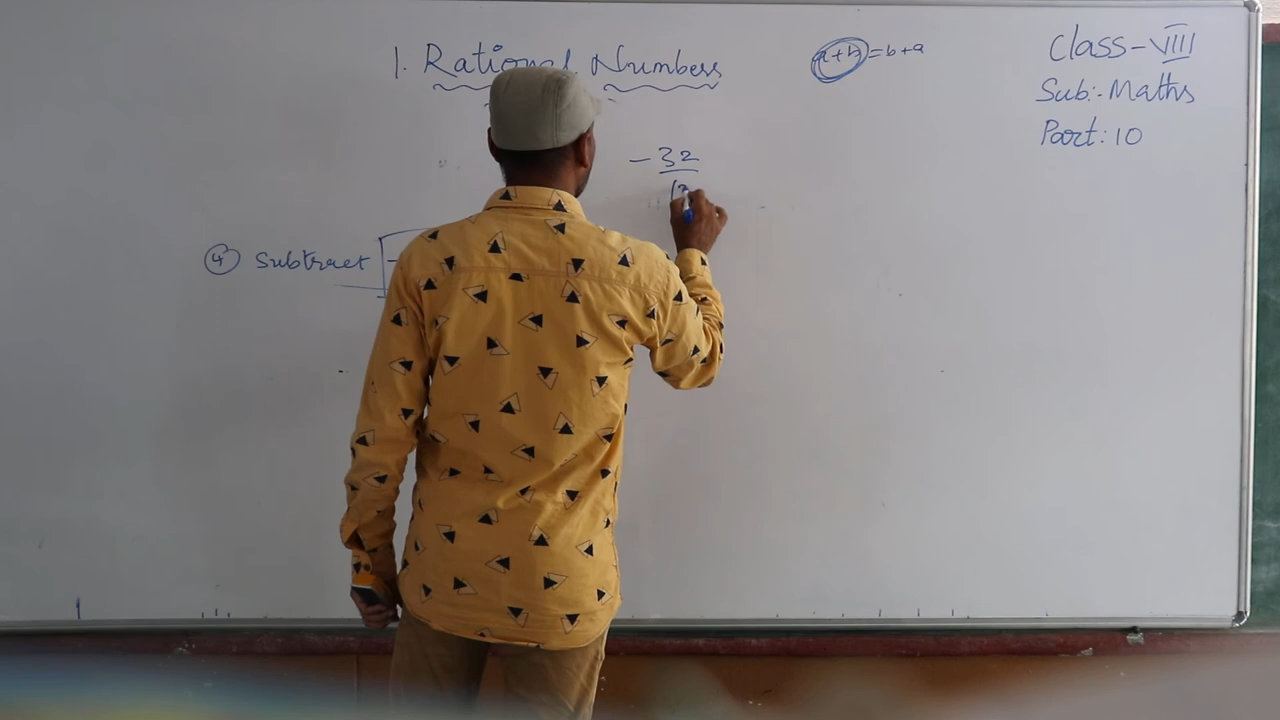 1. Rational Numbers
a+b = b+a
Class-VIII
Sub:- Maths
Part: 10
-32
④ Subtract